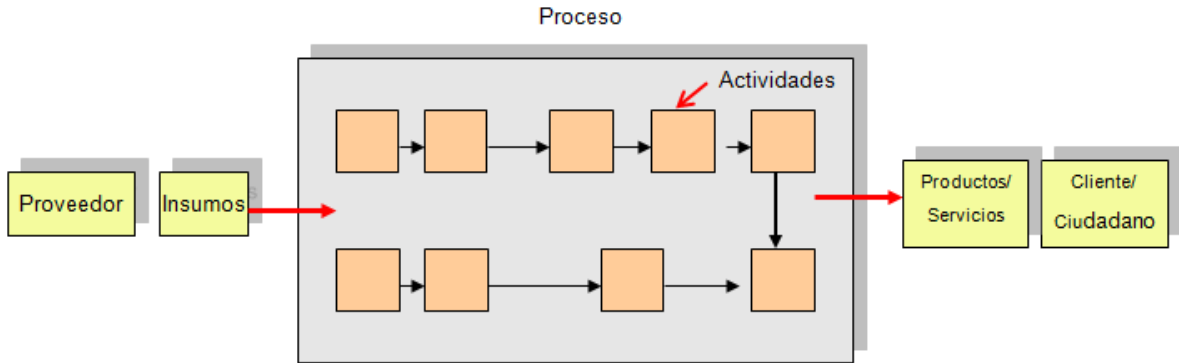 Proceso
Actividades
Proveedor
Insumos
Productos/
Servicios
Cliente/
Ciudadano